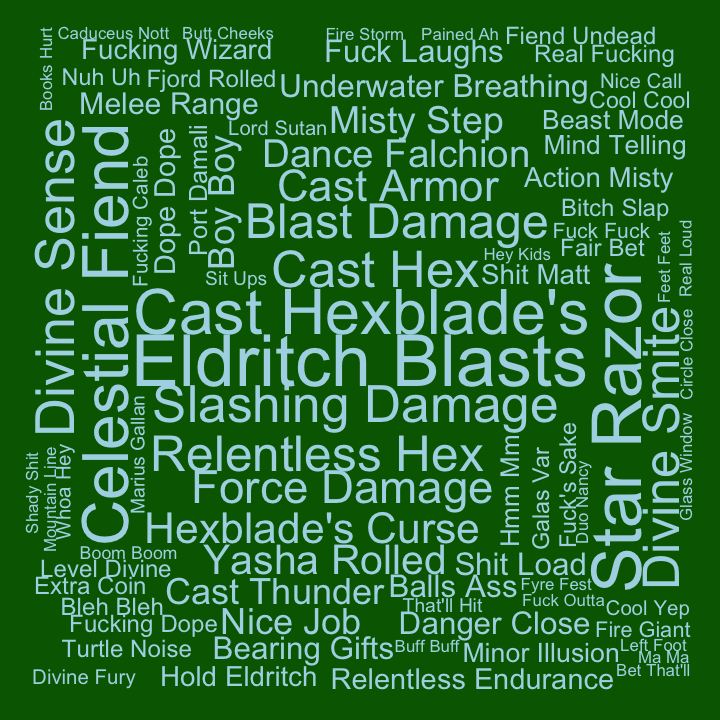 Books Hurt
Caduceus Nott
Butt Cheeks
Fire Storm
Pained Ah
Fiend Undead
Fucking Wizard
Fuck Laughs
Real Fucking
Nuh Uh
Fjord Rolled
Underwater Breathing
Nice Call
Melee Range
Cool Cool
Lord Sutan
Misty Step
Beast Mode
Divine Sense
Celestial Fiend
Fucking Caleb
Dope Dope
Port Damali
Boy Boy
Dance Falchion
Mind Telling
Cast Armor
Action Misty
Blast Damage
Bitch Slap
Fuck Fuck
Feet Feet
Real Loud
Hey Kids
Fair Bet
Sit Ups
Cast Hex
Shit Matt
Cast Hexblade's
Star Razor
Divine Smite
Circle Close
Eldritch Blasts
Slashing Damage
Marius Gallan
Glass Window
Relentless Hex
Shady Shit
Mountain Line
Whoa Hey
Force Damage
Hmm Mm
Galas Var
Fuck's Sake
Duo Nancy
Hexblade's Curse
Boom Boom
Yasha Rolled
Shit Load
Level Divine
Extra Coin
Cast Thunder
Balls Ass
Fyre Fest
Bleh Bleh
That'll Hit
Fuck Outta
Cool Yep
Fucking Dope
Nice Job
Danger Close
Fire Giant
Turtle Noise
Bearing Gifts
Buff Buff
Minor Illusion
Left Foot
Ma Ma
Divine Fury
Hold Eldritch
Relentless Endurance
Bet That'll